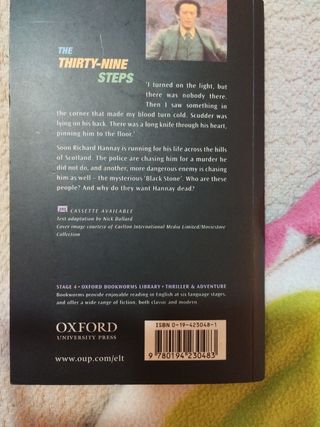 THE
THIRTY-NINE
STEPS
'I turned on the light, but
there was nobody there.
Then I saw something in
the corner that made my blood turn cold. Scudder was
lying on his back. There was a long knife through his heart,
pinning him to the floor.'
Soon Richard Hannay is running for his life across the hills
of Scotland. The police are chasing him for a murder he
did not do, and another, more dangerous enemy is chasing
him as well – the mysterious 'Black Stone'. Who are these
people? And why do they want Hannay dead?
CASSETTE AVAILABLE
Text adaptation by Nick Bullard
Cover image courtesy of Carlton International Media Limited/Moviestore
Collection
STAGE 4 • OXFORD BOOKWORMS LIBRARY • THRILLER & ADVENTURE
Bookworms provide enjoyable reading in English at six language stages,
and offer a wide range of fiction, both classic and modern.
OXFORD
UNIVERSITY PRESS
www.oup.com/elt
ISBN 0-19-423048-1
9 780194 230483